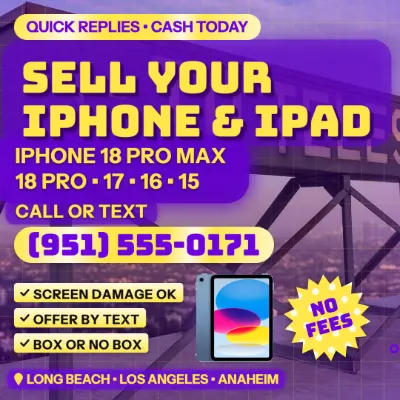 QUICK REPLIES • CASH TODAY
SELL YOUR
IPHONE & IPAD
IPHONE 18 PRO MAX
18 PRO • 17 • 16 • 15
CALL OR TEXT
(951) 555-0171
✓ SCREEN DAMAGE OK
✓ OFFER BY TEXT
✓ BOX OR NO BOX
NO
FEES
LONG BEACH • LOS ANGELES • ANAHEIM